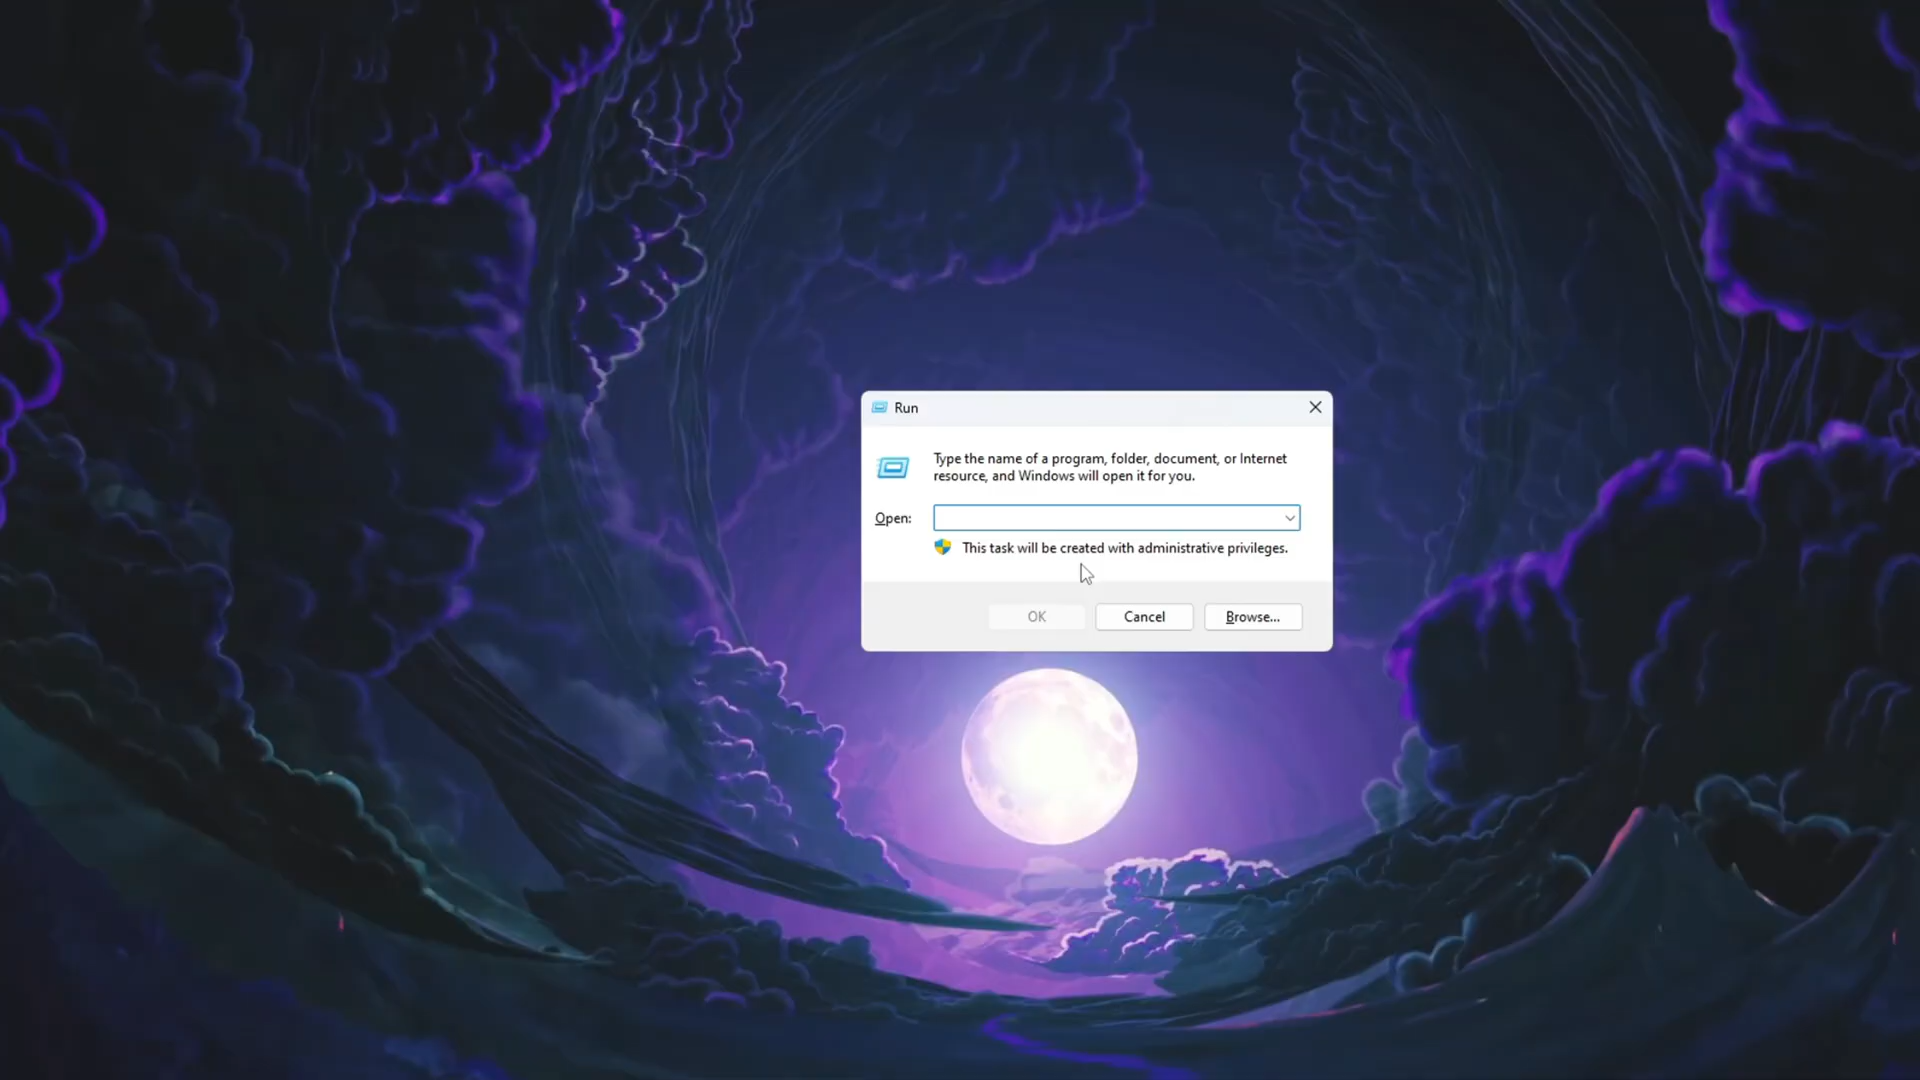 Run
Type the name of a program, folder, document, or Internet
resource, and Windows will open it for you.
Open:
This task will be created with administrative privileges.
OK Cancel Browse...